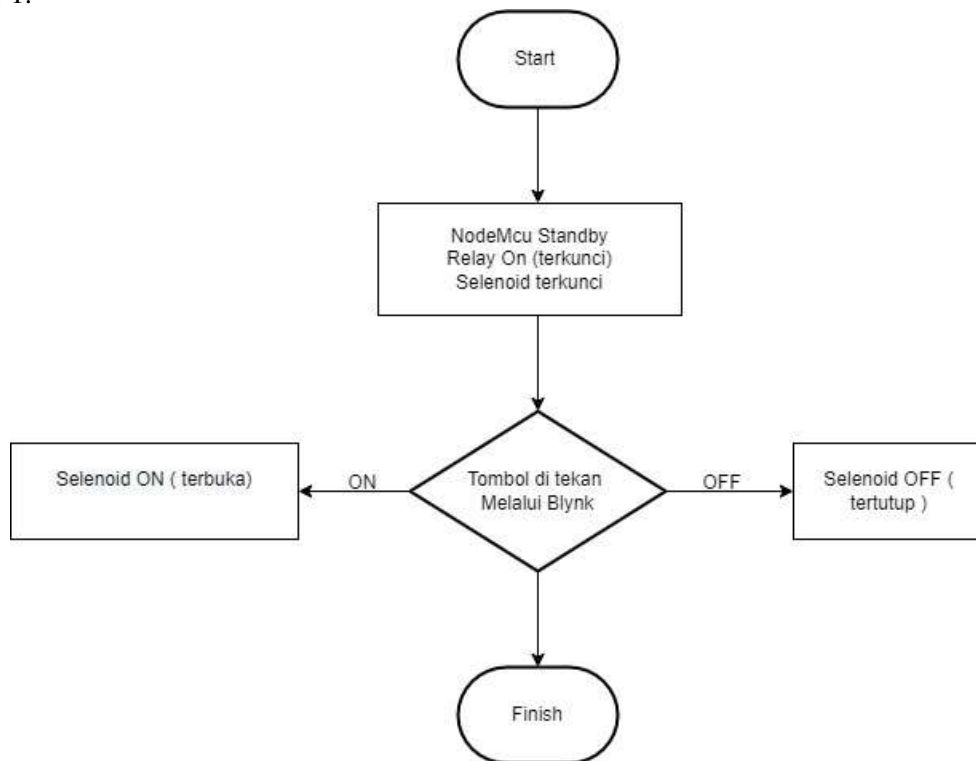 Start
NodeMcu Standby
Relay On (terkunci)
Selenoid terkunci
Selenoid ON ( terbuka)
ON
Tombol di tekan
Melalui Blynk
OFF
Selenoid OFF (
tertutup )
Finish